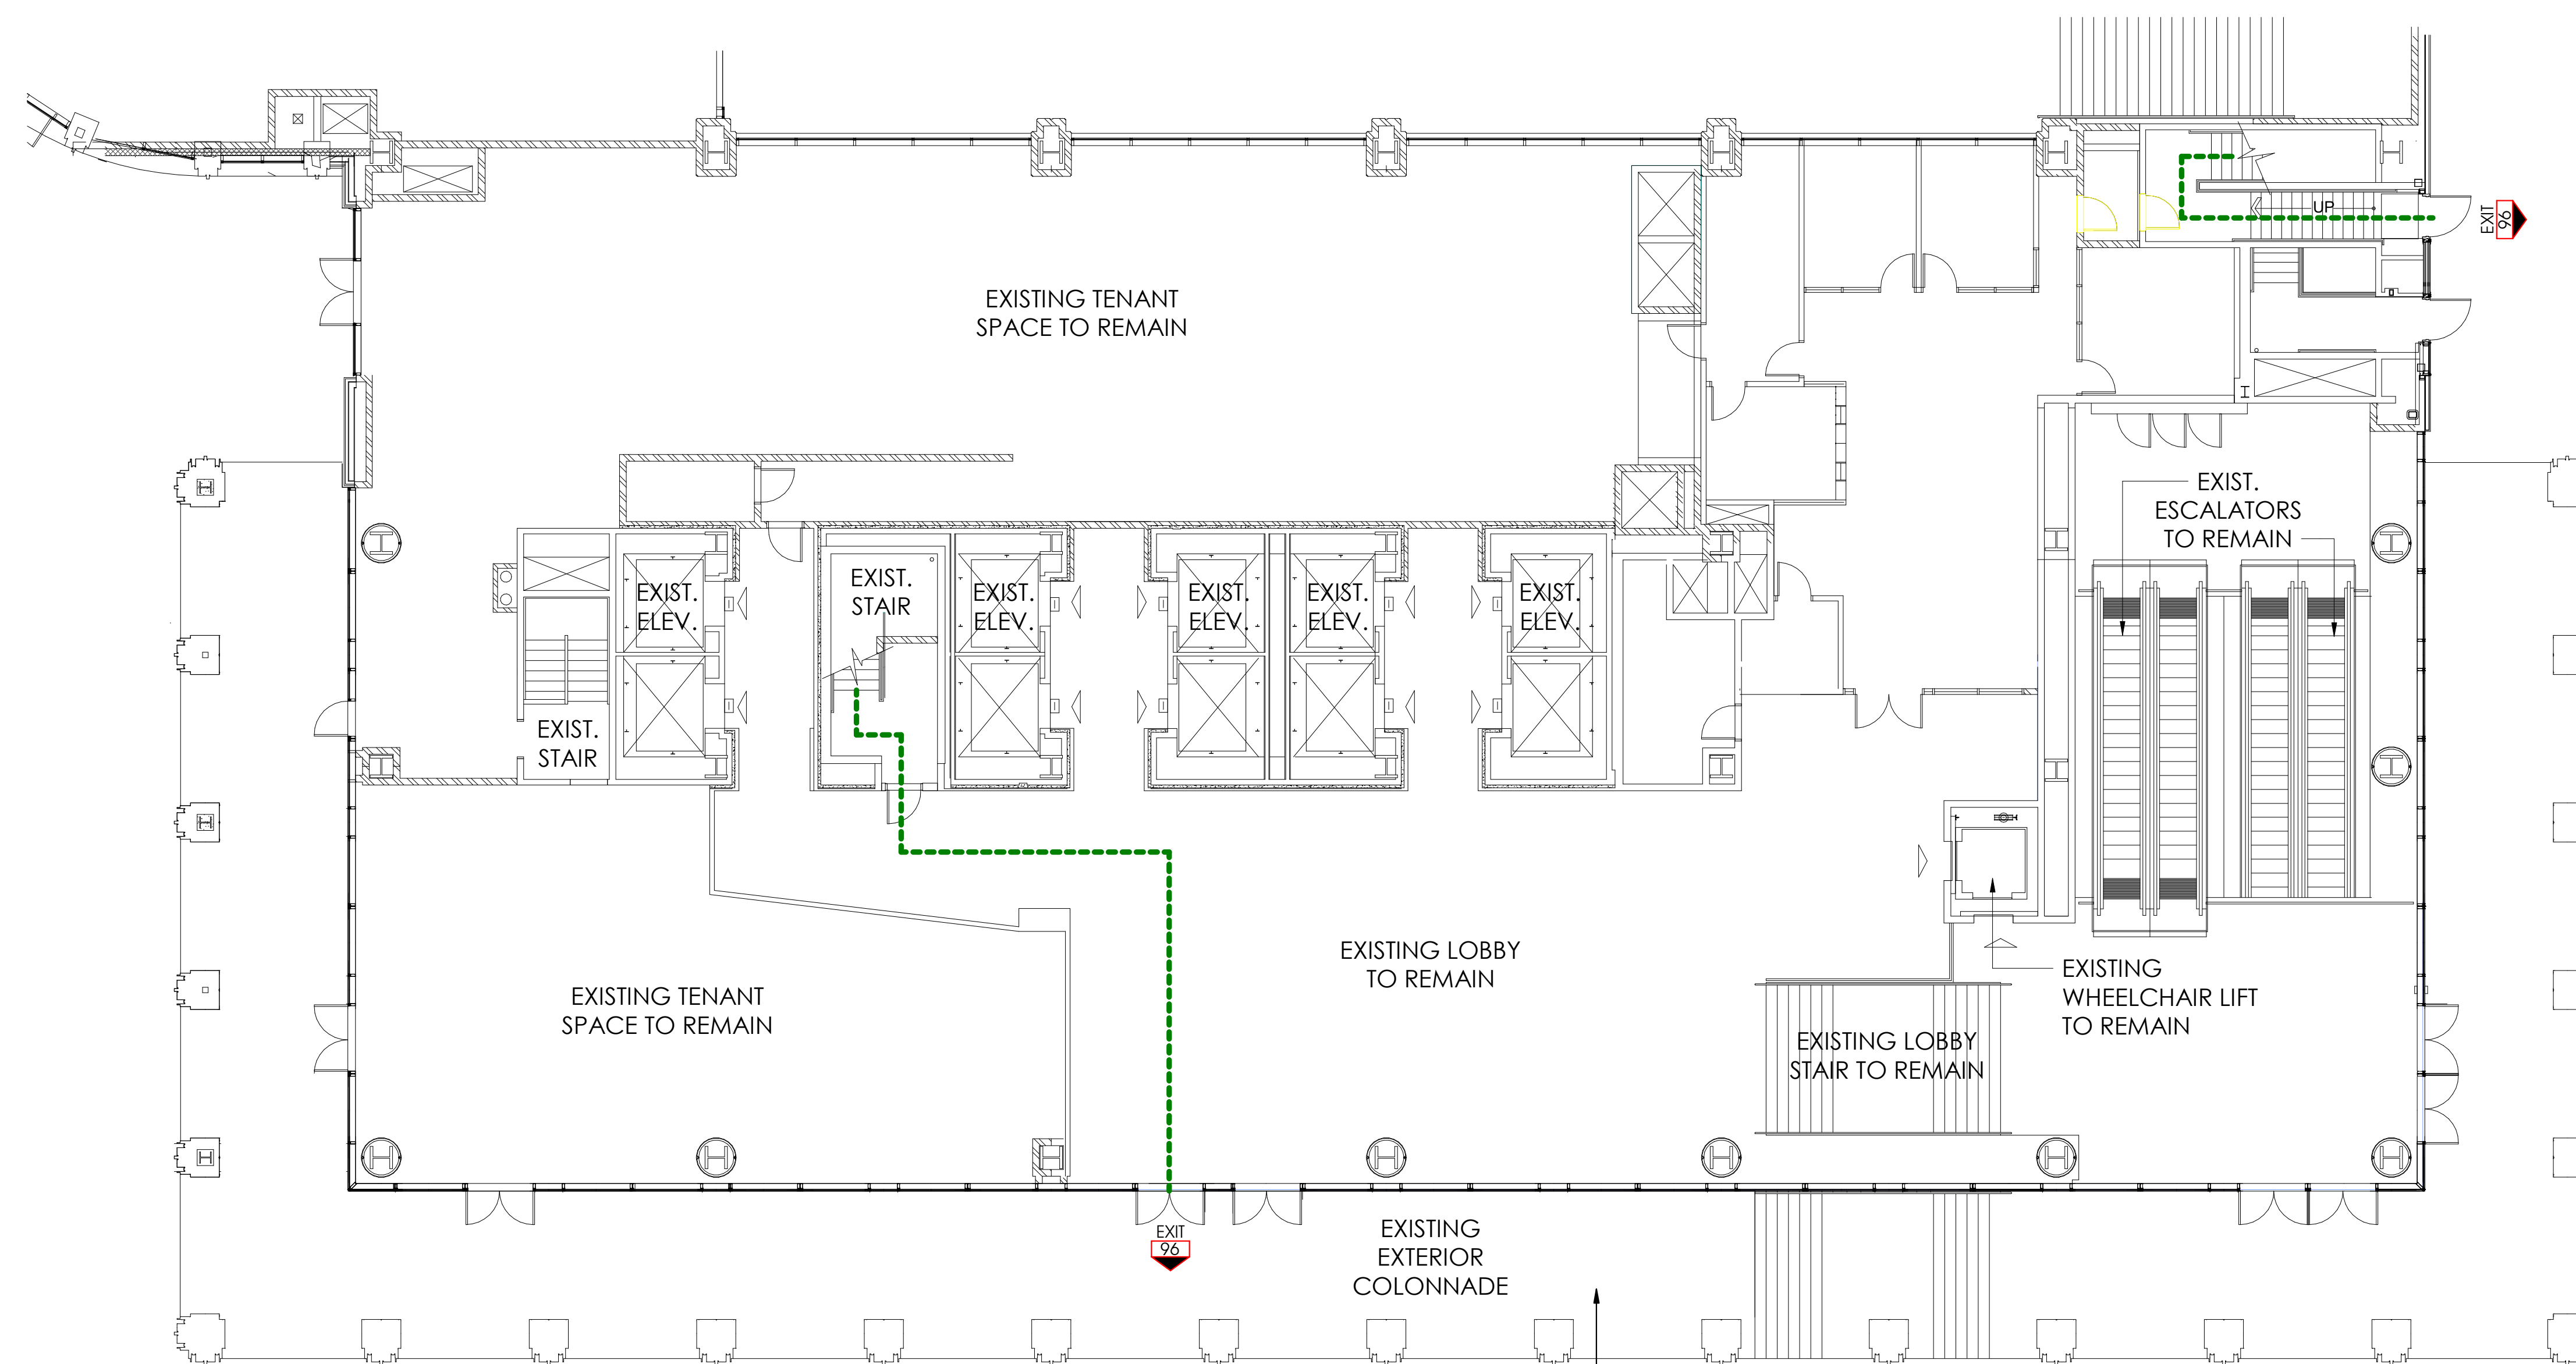 UP
EXIT
96
EXISTING TENANT
SPACE TO REMAIN
EXIST.
ESCALATORS
TO REMAIN
EXIST.
ELEV.
EXIST.
STAIR
EXIST.
ELEV.
EXIST.
ELEV.
EXIST.
ELEV.
EXIST.
ELEV.
EXIST.
STAIR
EXISTING LOBBY
TO REMAIN
EXISTING
WHEELCHAIR LIFT
TO REMAIN
EXISTING TENANT
SPACE TO REMAIN
EXISTING LOBBY
STAIR TO REMAIN
EXIT
96
EXISTING
EXTERIOR
COLONNADE